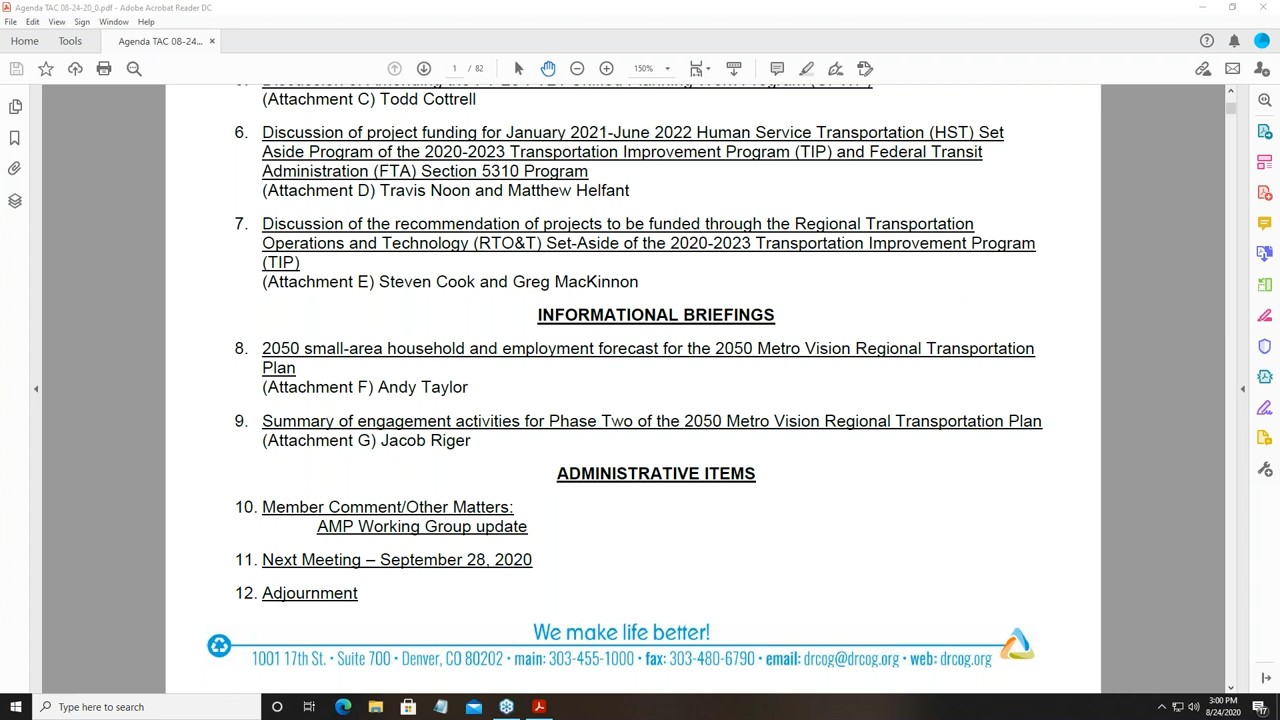 Agenda TAC 08-24-20_0.pdf - Adobe Acrobat Reader DC
File Edit View Sign Window Help
Home Tools Agenda TAC 08-24... ×
1 / 82 150%
(Attachment C) Todd Cottrell
6. Discussion of project funding for January 2021-June 2022 Human Service Transportation (HST) Set
Aside Program of the 2020-2023 Transportation Improvement Program (TIP) and Federal Transit
Administration (FTA) Section 5310 Program
(Attachment D) Travis Noon and Matthew Helfant
7. Discussion of the recommendation of projects to be funded through the Regional Transportation
Operations and Technology (RTO&T) Set-Aside of the 2020-2023 Transportation Improvement Program
(TIP)
(Attachment E) Steven Cook and Greg MacKinnon
INFORMATIONAL BRIEFINGS
8. 2050 small-area household and employment forecast for the 2050 Metro Vision Regional Transportation
Plan
(Attachment F) Andy Taylor
9. Summary of engagement activities for Phase Two of the 2050 Metro Vision Regional Transportation Plan
(Attachment G) Jacob Riger
ADMINISTRATIVE ITEMS
10. Member Comment/Other Matters:
AMP Working Group update
11. Next Meeting – September 28, 2020
12. Adjournment
We make life better!
1001 17th St. • Suite 700 • Denver, CO 80202 • main: 303-455-1000 • fax: 303-480-6790 • email: drcog@drcog.org • web: drcog.org
Type here to search
3:00 PM
8/24/2020
17